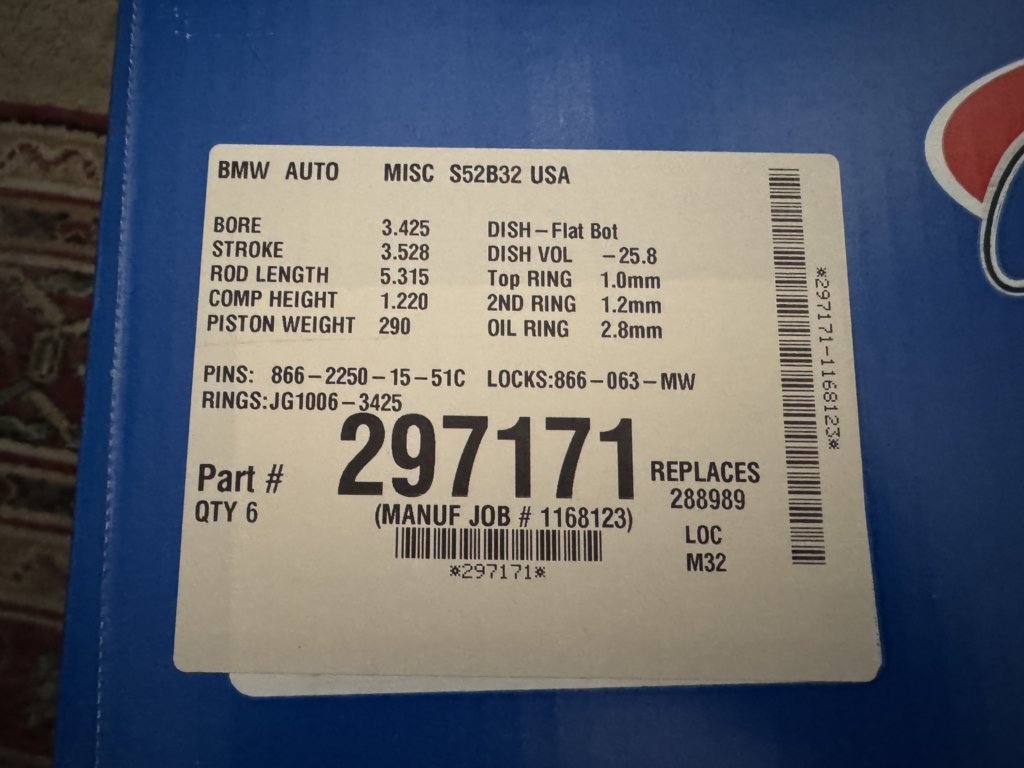 BMW AUTO MISC S52B32 USA
BORE 3.425 DISH-Flat Bot
STROKE 3.528 DISH VOL -25.8
ROD LENGTH 5.315 Top RING 1.0mm
COMP HEIGHT 1.220 2ND RING 1.2mm
PISTON WEIGHT 290 OIL RING 2.8mm
PINS: 866-2250-15-51C LOCKS:866-063-MW
RINGS:JG1006-3425
Part # 297171 REPLACES
QTY 6 288989
(MANUF JOB # 1168123) LOC
*297171* M32
*297171-1168123*